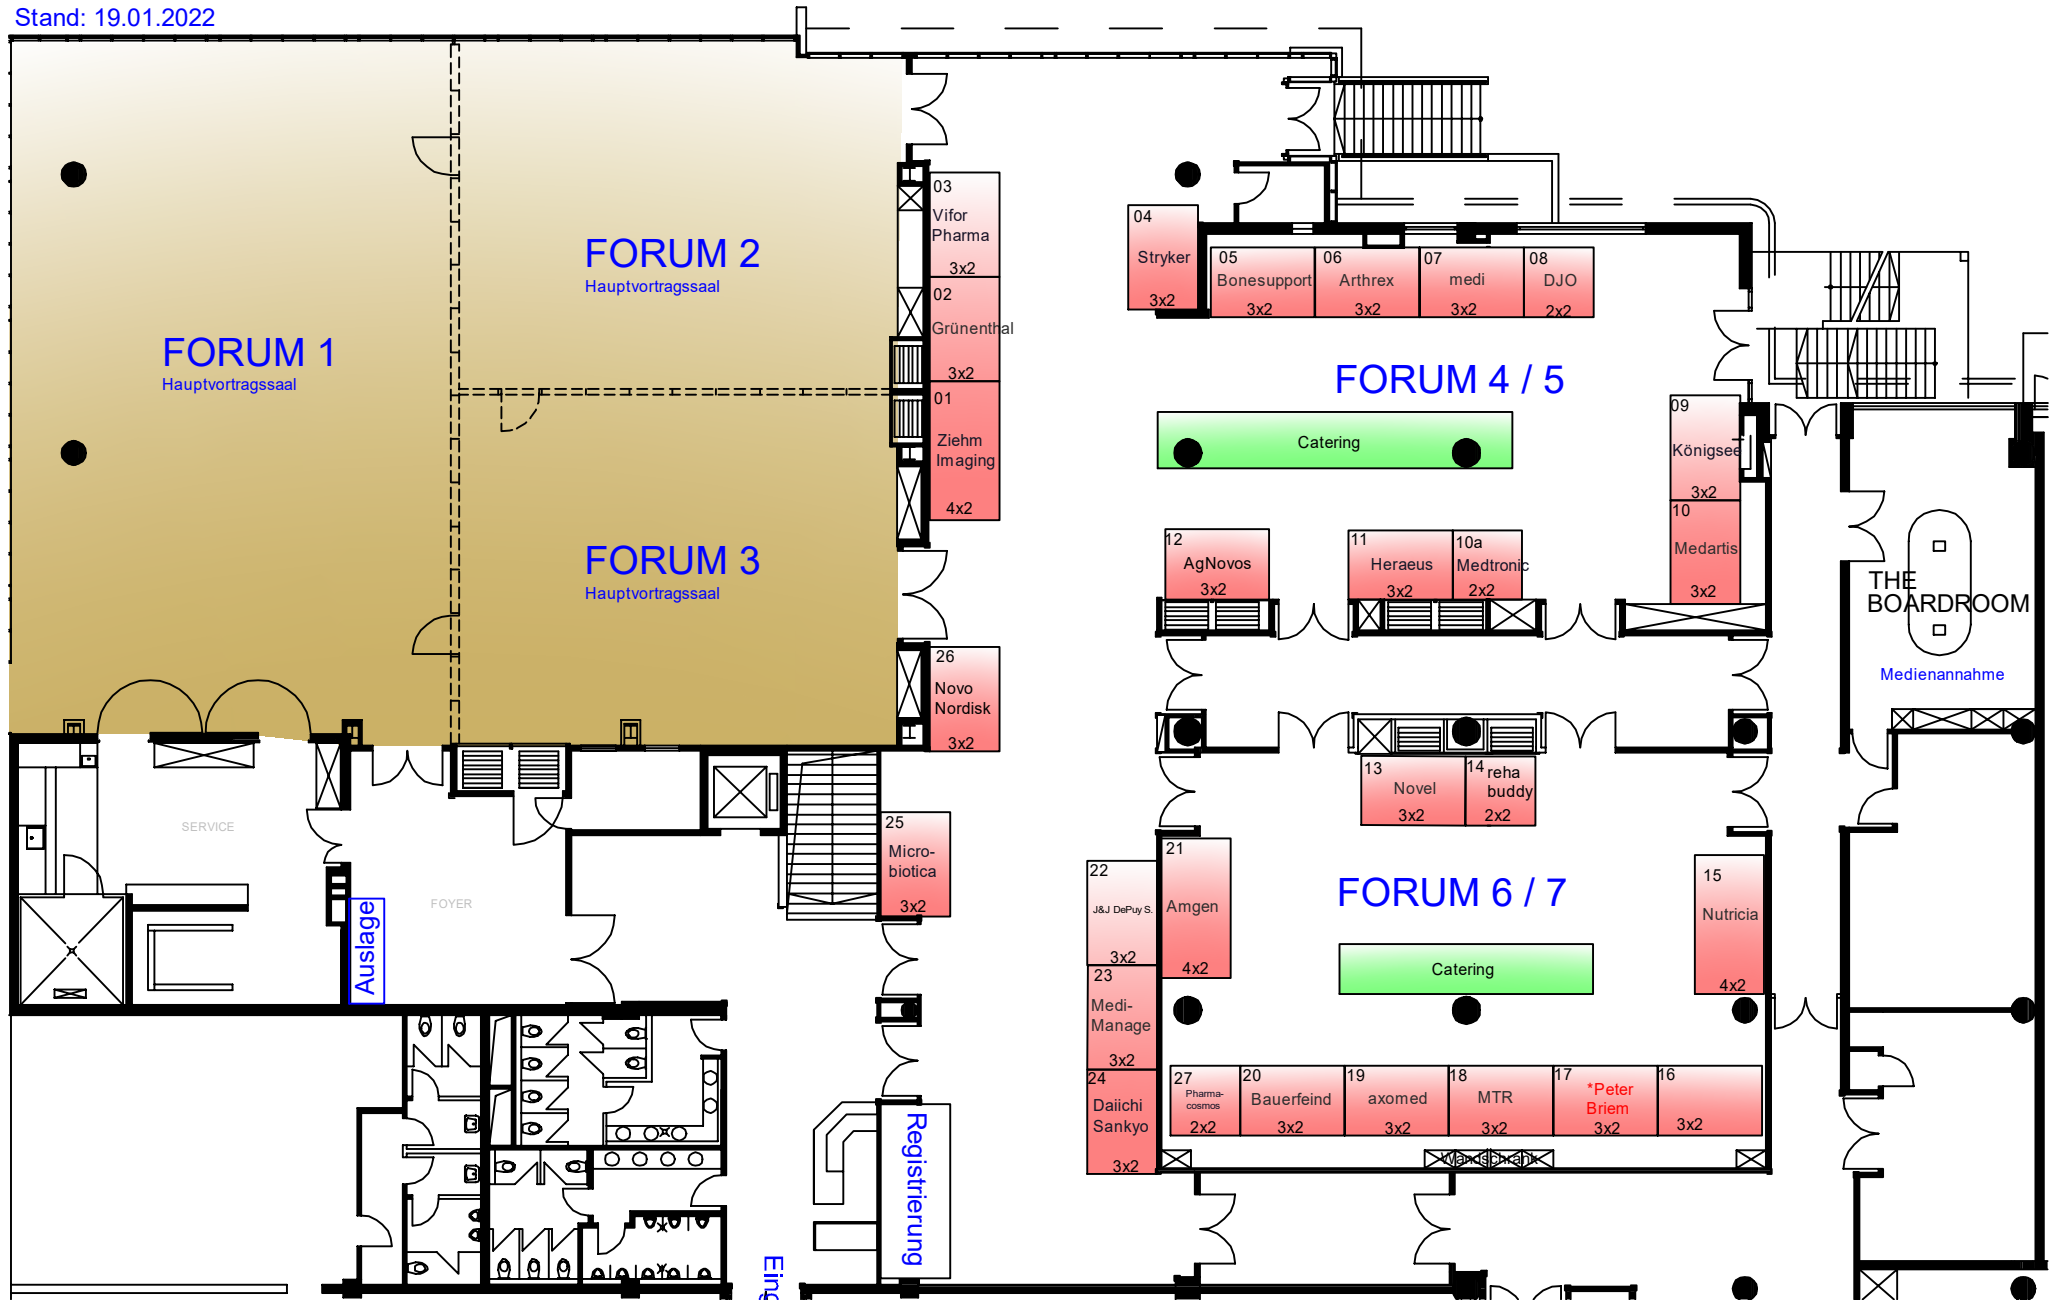 Stand: 19.01.2022
FORUM 1
Hauptvortragssaal
FORUM 2
Hauptvortragssaal
FORUM 3
Hauptvortragssaal
03
Vifor
Pharma
3x2
02
Grünenthal
3x2
01
Ziehm
Imaging
4x2
26
Novo
Nordisk
3x2
25
Micro-
biotica
3x2
04
Stryker
3x2
05
Bonesupport
3x2
06
Arthrex
3x2
07
medi
3x2
08
DJO
2x2
FORUM 4 / 5
Catering
09
Königsee
3x2
10
Medartis
3x2
12
AgNovos
3x2
11
Heraeus
3x2
10a
Medtronic
2x2
THE
BOARDROOM
Medienannahme
13
Novel
3x2
14
reha
buddy
2x2
FORUM 6 / 7
Catering
15
Nutricia
4x2
21
Amgen
4x2
22
J&J DePuy S.
3x2
23
Medi-
Manage
3x2
24
Daiichi
Sankyo
3x2
27
Pharma-
cosmos
2x2
20
Bauerfeind
3x2
19
axomed
3x2
18
MTR
3x2
17
*Peter
Briem
3x2
16
3x2
Wandschrank
SERVICE
FOYER
Auslage
Registrierung